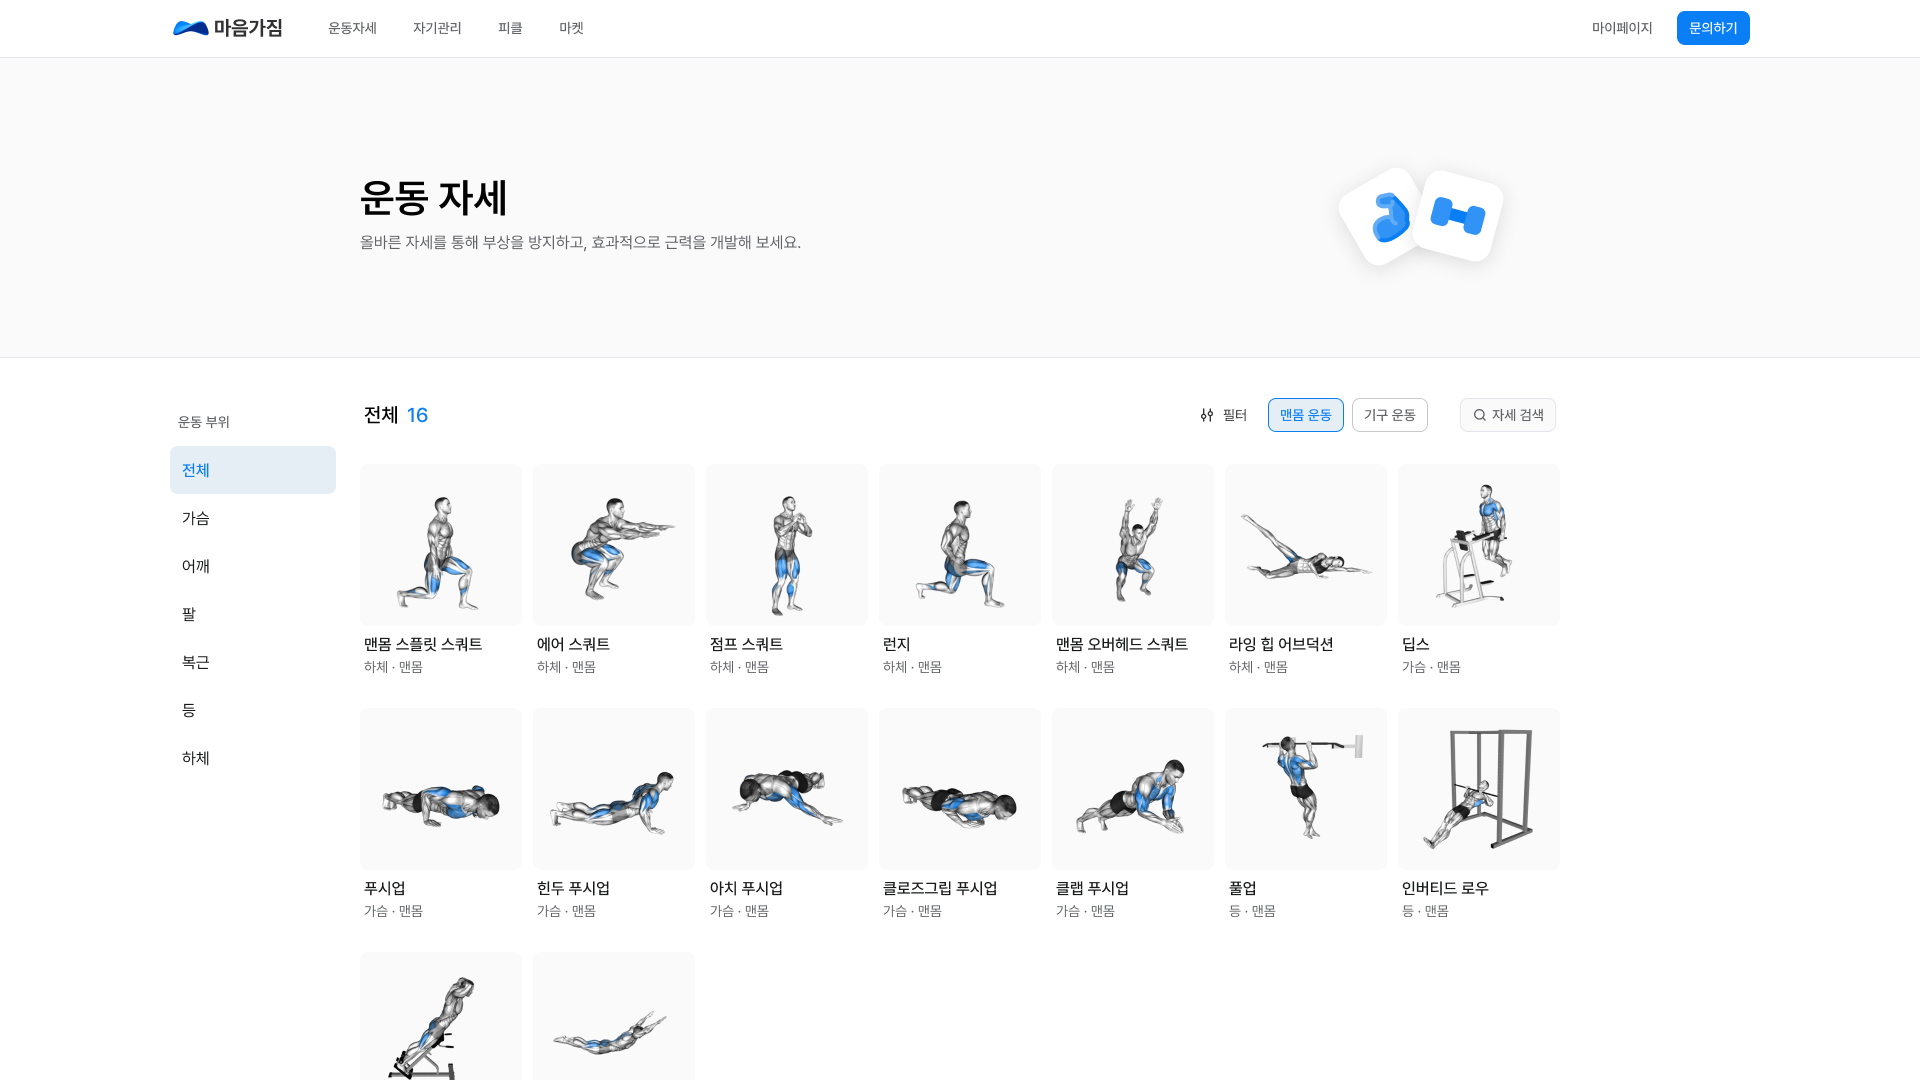 마음가짐
운동자세
자기관리
피클
마켓
마이페이지
문의하기
운동 자세
올바른 자세를 통해 부상을 방지하고, 효과적으로 근력을 개발해 보세요.
운동 부위
전체
가슴
어깨
팔
복근
등
하체
전체 16
필터
맨몸 운동
기구 운동
자세 검색
맨몸 스플릿 스쿼트
하체 · 맨몸
에어 스쿼트
하체 · 맨몸
점프 스쿼트
하체 · 맨몸
런지
하체 · 맨몸
맨몸 오버헤드 스쿼트
하체 · 맨몸
라잉 힙 어브덕션
하체 · 맨몸
딥스
가슴 · 맨몸
푸시업
가슴 · 맨몸
힌두 푸시업
가슴 · 맨몸
아치 푸시업
가슴 · 맨몸
클로즈그립 푸시업
가슴 · 맨몸
클랩 푸시업
가슴 · 맨몸
풀업
등 · 맨몸
인버티드 로우
등 · 맨몸